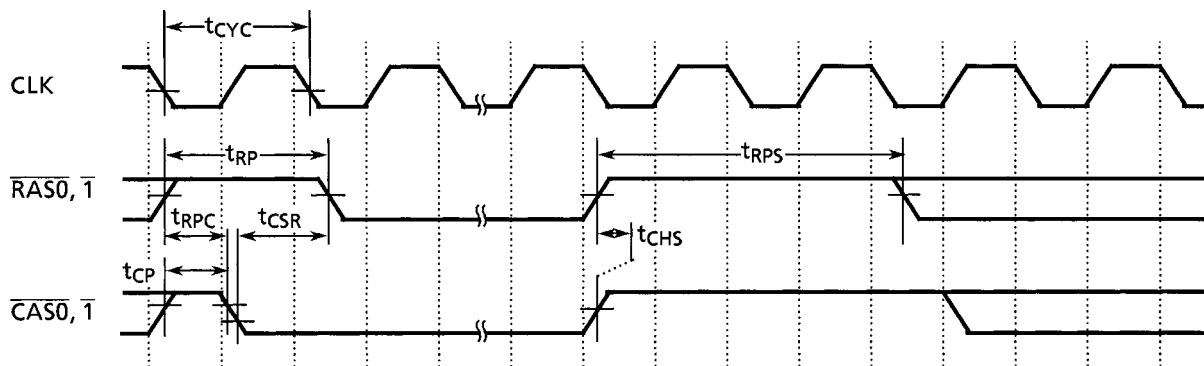 tCYC
CLK
tRP
tRPS
RAS0, 1
tRPC
tCSR
tCHS
tCP
CAS0, 1